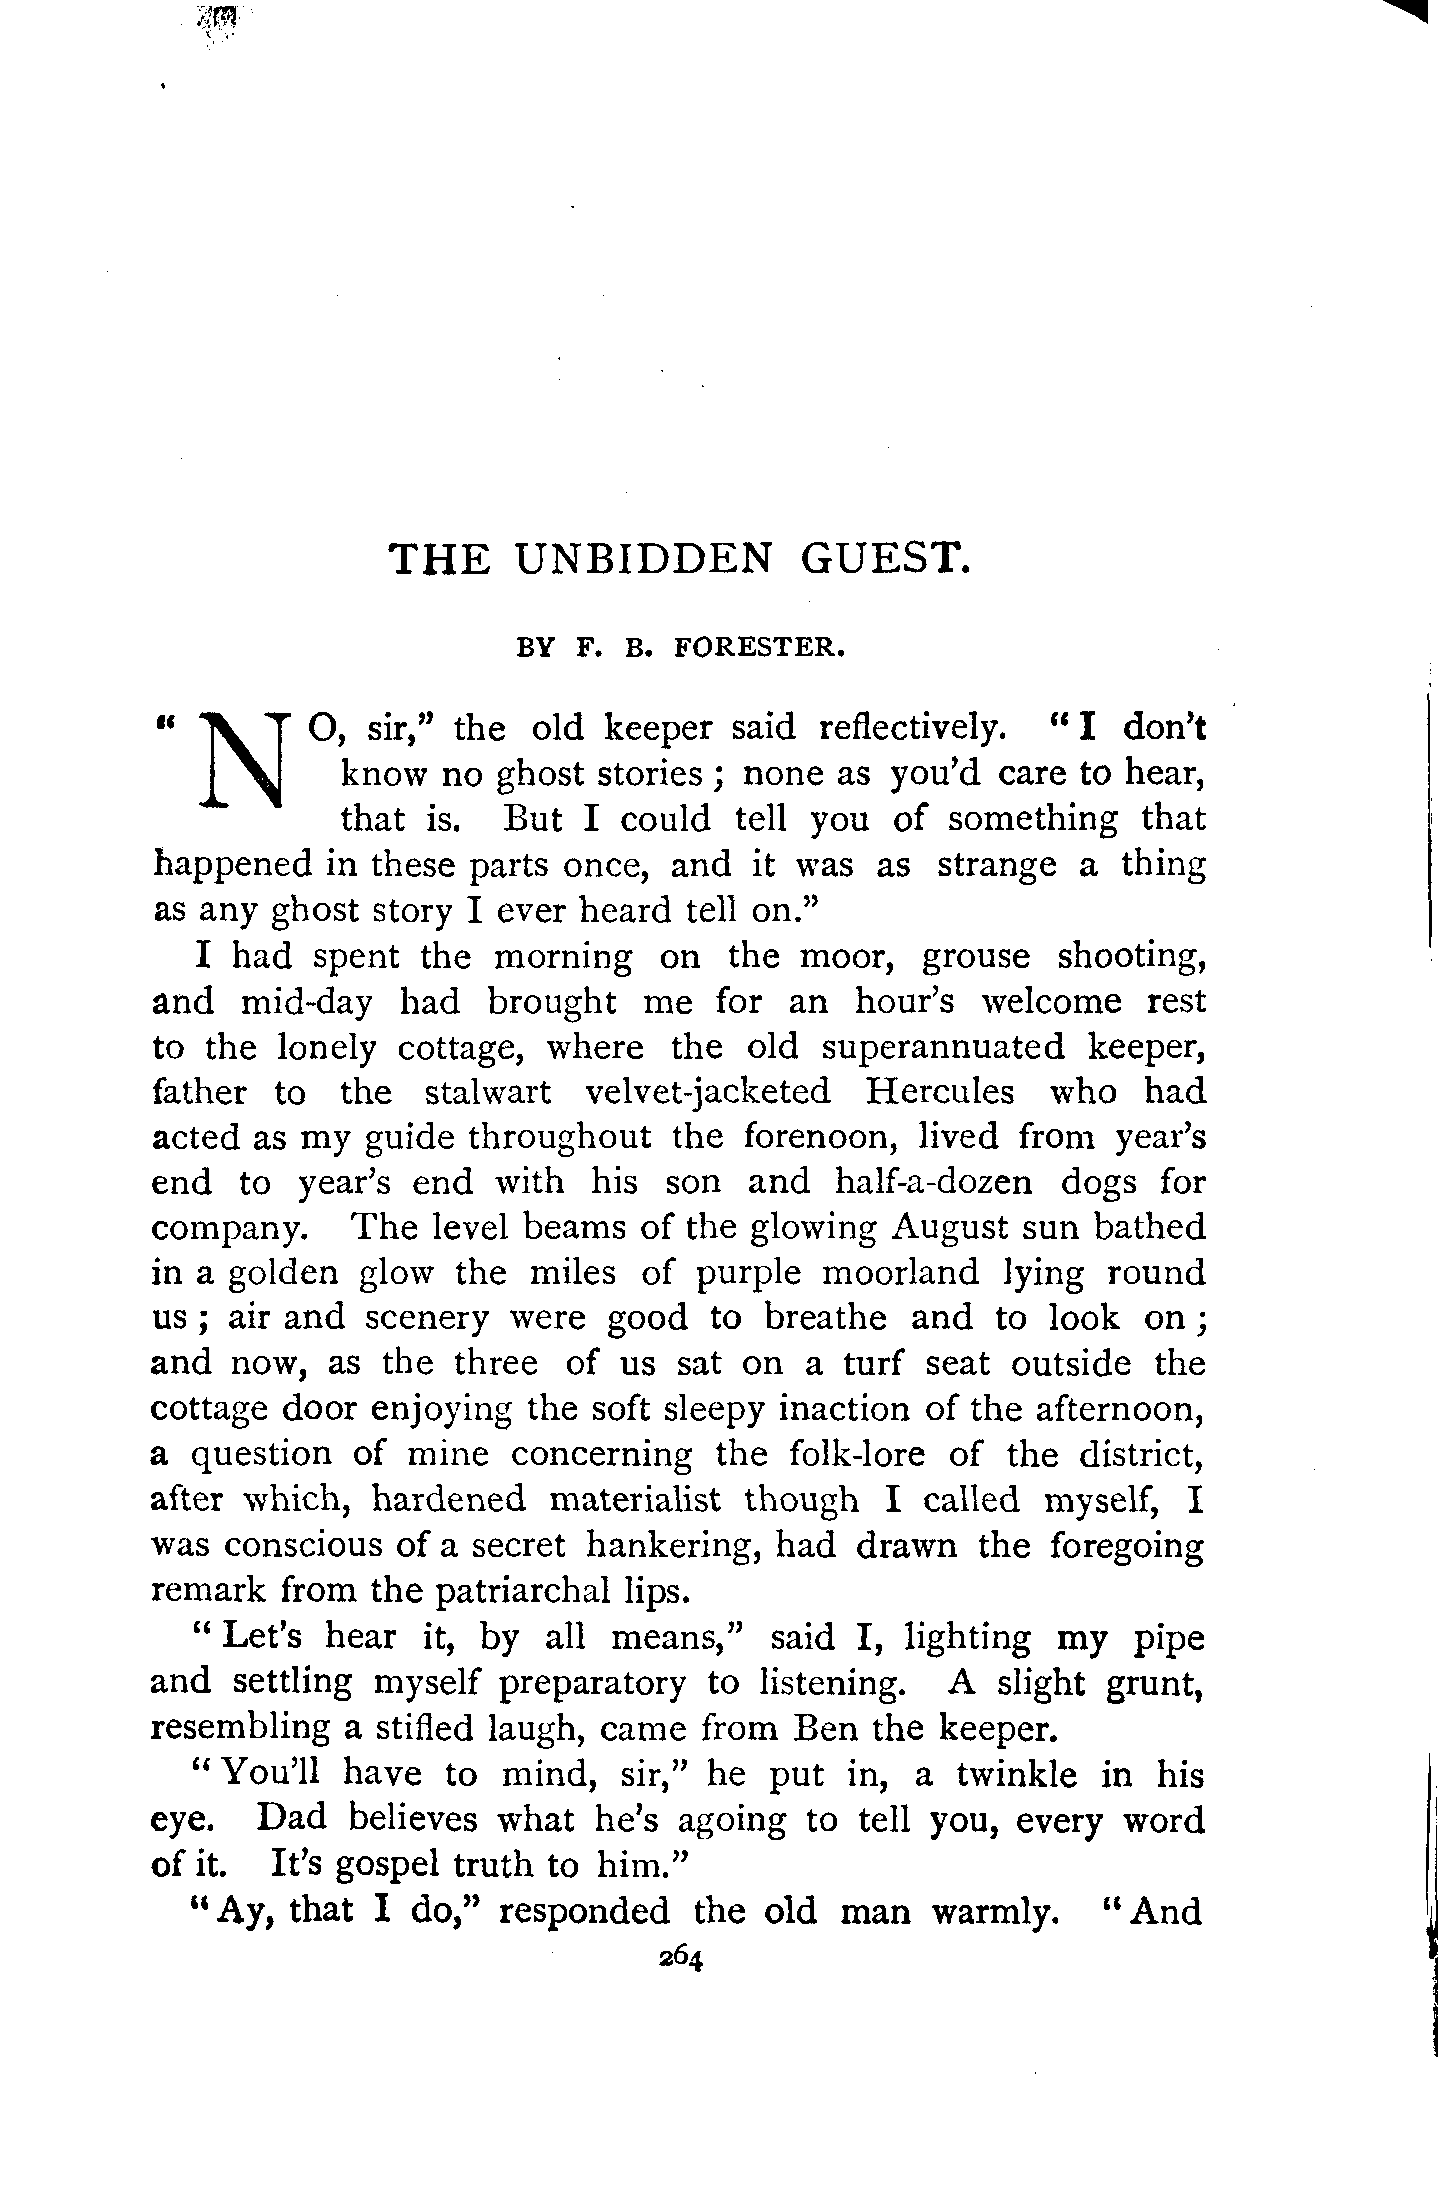 THE UNBIDDEN GUEST.
BY F. B. FORESTER.
“NO, sir,” the old keeper said reflectively. “I don’t
know no ghost stories; none as you’d care to hear,
that is. But I could tell you of something that
happened in these parts once, and it was as strange a thing
as any ghost story I ever heard tell on.”
I had spent the morning on the moor, grouse shooting,
and mid-day had brought me for an hour’s welcome rest
to the lonely cottage, where the old superannuated keeper,
father to the stalwart velvet-jacketed Hercules who had
acted as my guide throughout the forenoon, lived from year’s
end to year’s end with his son and half-a-dozen dogs for
company. The level beams of the glowing August sun bathed
in a golden glow the miles of purple moorland lying round
us; air and scenery were good to breathe and to look on;
and now, as the three of us sat on a turf seat outside the
cottage door enjoying the soft sleepy inaction of the afternoon,
a question of mine concerning the folk-lore of the district,
after which, hardened materialist though I called myself, I
was conscious of a secret hankering, had drawn the foregoing
remark from the patriarchal lips.
“Let’s hear it, by all means,” said I, lighting my pipe
and settling myself preparatory to listening. A slight grunt,
resembling a stifled laugh, came from Ben the keeper.
“You’ll have to mind, sir,” he put in, a twinkle in his
eye. Dad believes what he’s agoing to tell you, every word
of it. It’s gospel truth to him.”
“Ay, that I do,” responded the old man warmly. “And
264